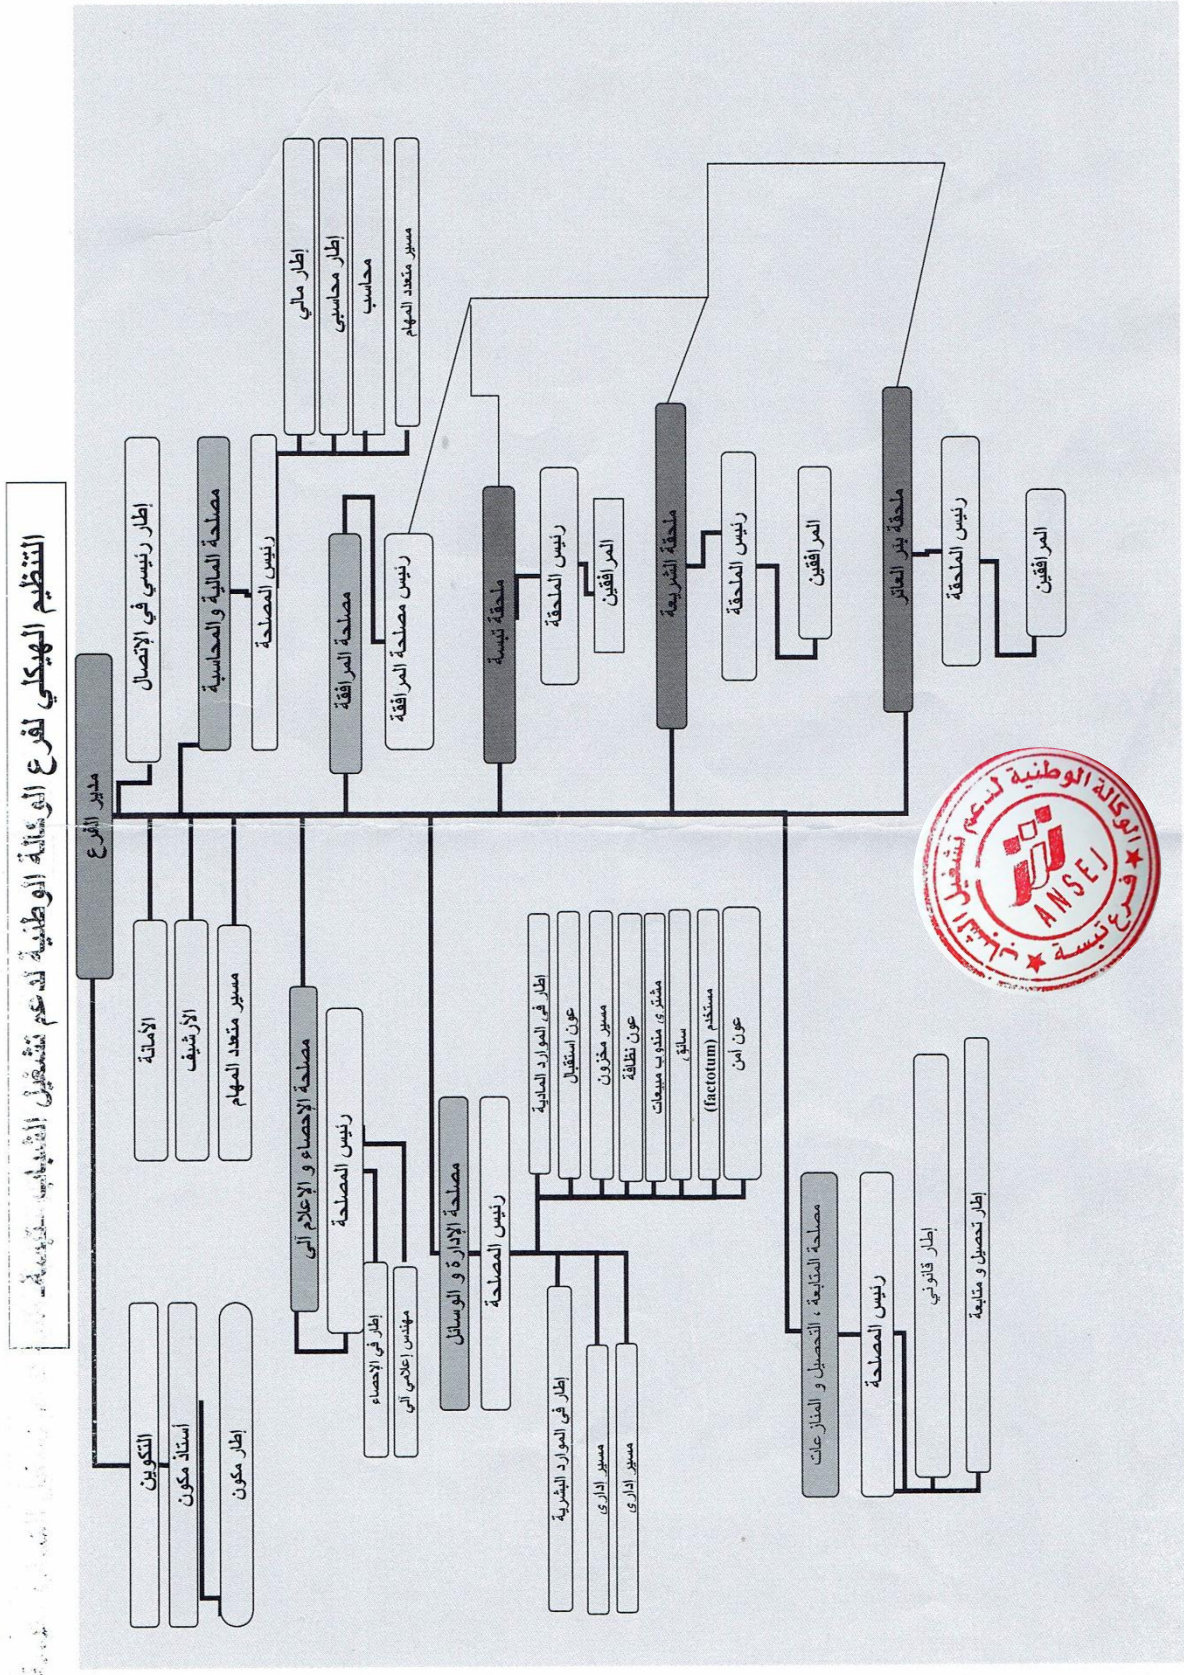 التنظيم الهيكلي لفرع الوكالة الوطنية لدعم تشغيل الشباب
مدير الفرع
إطار رئيسي في الإتصال
الأمانة
الأرشيف
مسير متعدد المهام
التكوين
أستاذ مكون
إطار مكون
مصلحة المالية والمحاسبة
رئيس المصلحة
إطار مالي
إطار محاسبي
محاسب
مسير متعدد المهام
مصلحة الإحصاء و الإعلام آلي
رئيس المصلحة
إطار في الإحصاء
مهندس إعلامي آلي
مصلحة المرافقة
رئيس مصلحة المرافقة
مصلحة الإدارة و الوسائل
رئيس المصلحة
إطار في الموارد المادية
عون استقبال
مسير مخزون
عون نظافة
مشتري مندوب مبيعات
سائق
مستخدم (factotum)
عون امن
إطار في الموارد البشرية
مسير إداري
مسير إداري
ملحقة تبسة
رئيس الملحقة
المرافقين
ملحقة الشريعة
رئيس الملحقة
المرافقين
مصلحة المتابعة ، التحصيل و المنازعات
رئيس المصلحة
إطار قانوني
إطار تحصيل و متابعة
ملحقة بئر العاتر
رئيس الملحقة
المرافقين
الوكالة الوطنية لدعم تشغيل الشباب
فرع تبسة
ANSEJ